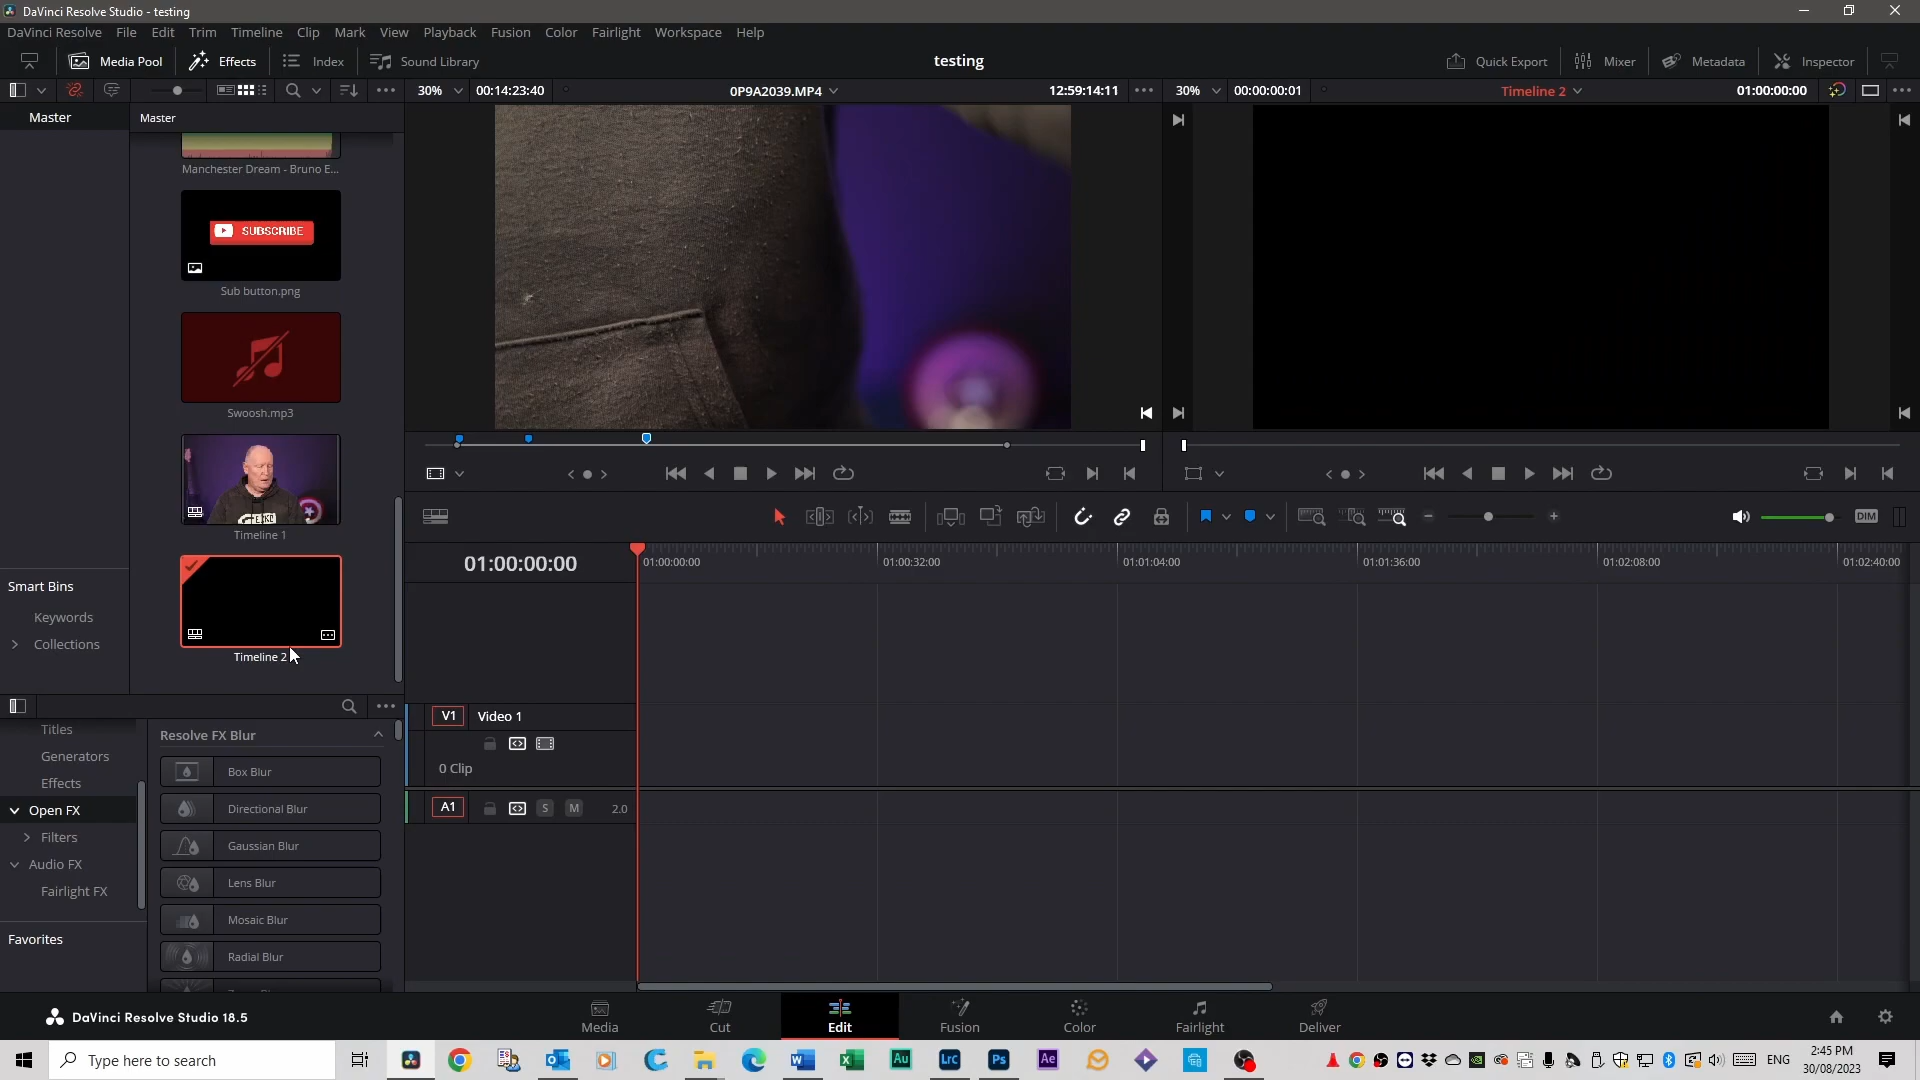 DaVinci Resolve Studio - testing
DaVinci Resolve File Edit Trim Timeline Clip Mark View Playback Fusion Color Fairlight Workspace Help
Media Pool Effects Index Sound Library testing Quick Export Mixer Metadata Inspector
30% 00:14:23:40 0P9A2039.MP4 12:59:14:11 30% 00:00:00:01 Timeline 2 01:00:00:00
Master Master
Manchester Dream - Bruno E...
SUBSCRIBE
Sub button.png
Swoosh.mp3
Timeline 1
Timeline 2
Smart Bins
Keywords
Collections
DIM
01:00:00:00
01:00:00:00 01:00:32:00 01:01:04:00 01:01:36:00 01:02:08:00 01:02:40:00
V1 Video 1
0 Clip
A1 S M 2.0
Titles
Generators
Effects
Open FX
Filters
Audio FX
Fairlight FX
Favorites
Resolve FX Blur
Box Blur
Directional Blur
Gaussian Blur
Lens Blur
Mosaic Blur
Radial Blur
DaVinci Resolve Studio 18.5
Media Cut Edit Fusion Color Fairlight Deliver
Type here to search
Au Lrc Ps Ae
ENG
2:45 PM
30/08/2023